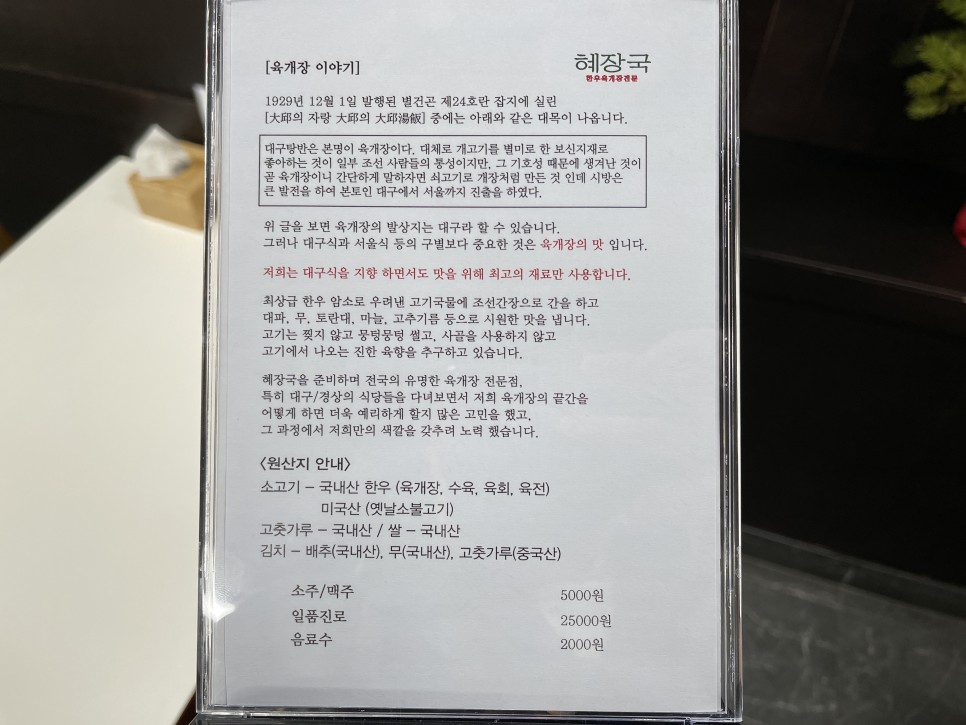 [육개장 이야기]
혜장국
한우육개장전문
1929년 12월 1일 발행된 별건곤 제24호란 잡지에 실린
[大邱의 자랑 大邱의 大邱湯飯] 중에는 아래와 같은 대목이 나옵니다.
대구탕반은 본명이 육개장이다. 대체로 개고기를 별미로 한 보신지재로
좋아하는 것이 일부 조선 사람들의 통성이지만, 그 기호성 때문에 생겨난 것이
곧 육개장이니 간단하게 말하자면 쇠고기로 개장처럼 만든 것 인데 시방은
큰 발전을 하여 본토인 대구에서 서울까지 진출을 하였다.
위 글을 보면 육개장의 발상지는 대구라 할 수 있습니다.
그러나 대구식과 서울식 등의 구별보다 중요한 것은 육개장의 맛 입니다.
저희는 대구식을 지향 하면서도 맛을 위해 최고의 재료만 사용합니다.
최상급 한우 암소로 우려낸 고기국물에 조선간장으로 간을 하고
대파, 무, 토란대, 마늘, 고추기름 등으로 시원한 맛을 냅니다.
고기는 찢지 않고 뭉텅뭉텅 썰고, 사골을 사용하지 않고
고기에서 나오는 진한 육향을 추구하고 있습니다.
혜장국을 준비하며 전국의 유명한 육개장 전문점,
특히 대구/경상의 식당들을 다녀보면서 저희 육개장의 끝간을
어떻게 하면 더욱 예리하게 할지 많은 고민을 했고,
그 과정에서 저희만의 색깔을 갖추려 노력 했습니다.
〈원산지 안내〉
소고기 – 국내산 한우 (육개장, 수육, 육회, 육전)
미국산 (옛날소불고기)
고춧가루 – 국내산 / 쌀 – 국내산
김치 – 배추(국내산), 무(국내산), 고춧가루(중국산)
소주/맥주 5000원
일품진로 25000원
음료수 2000원